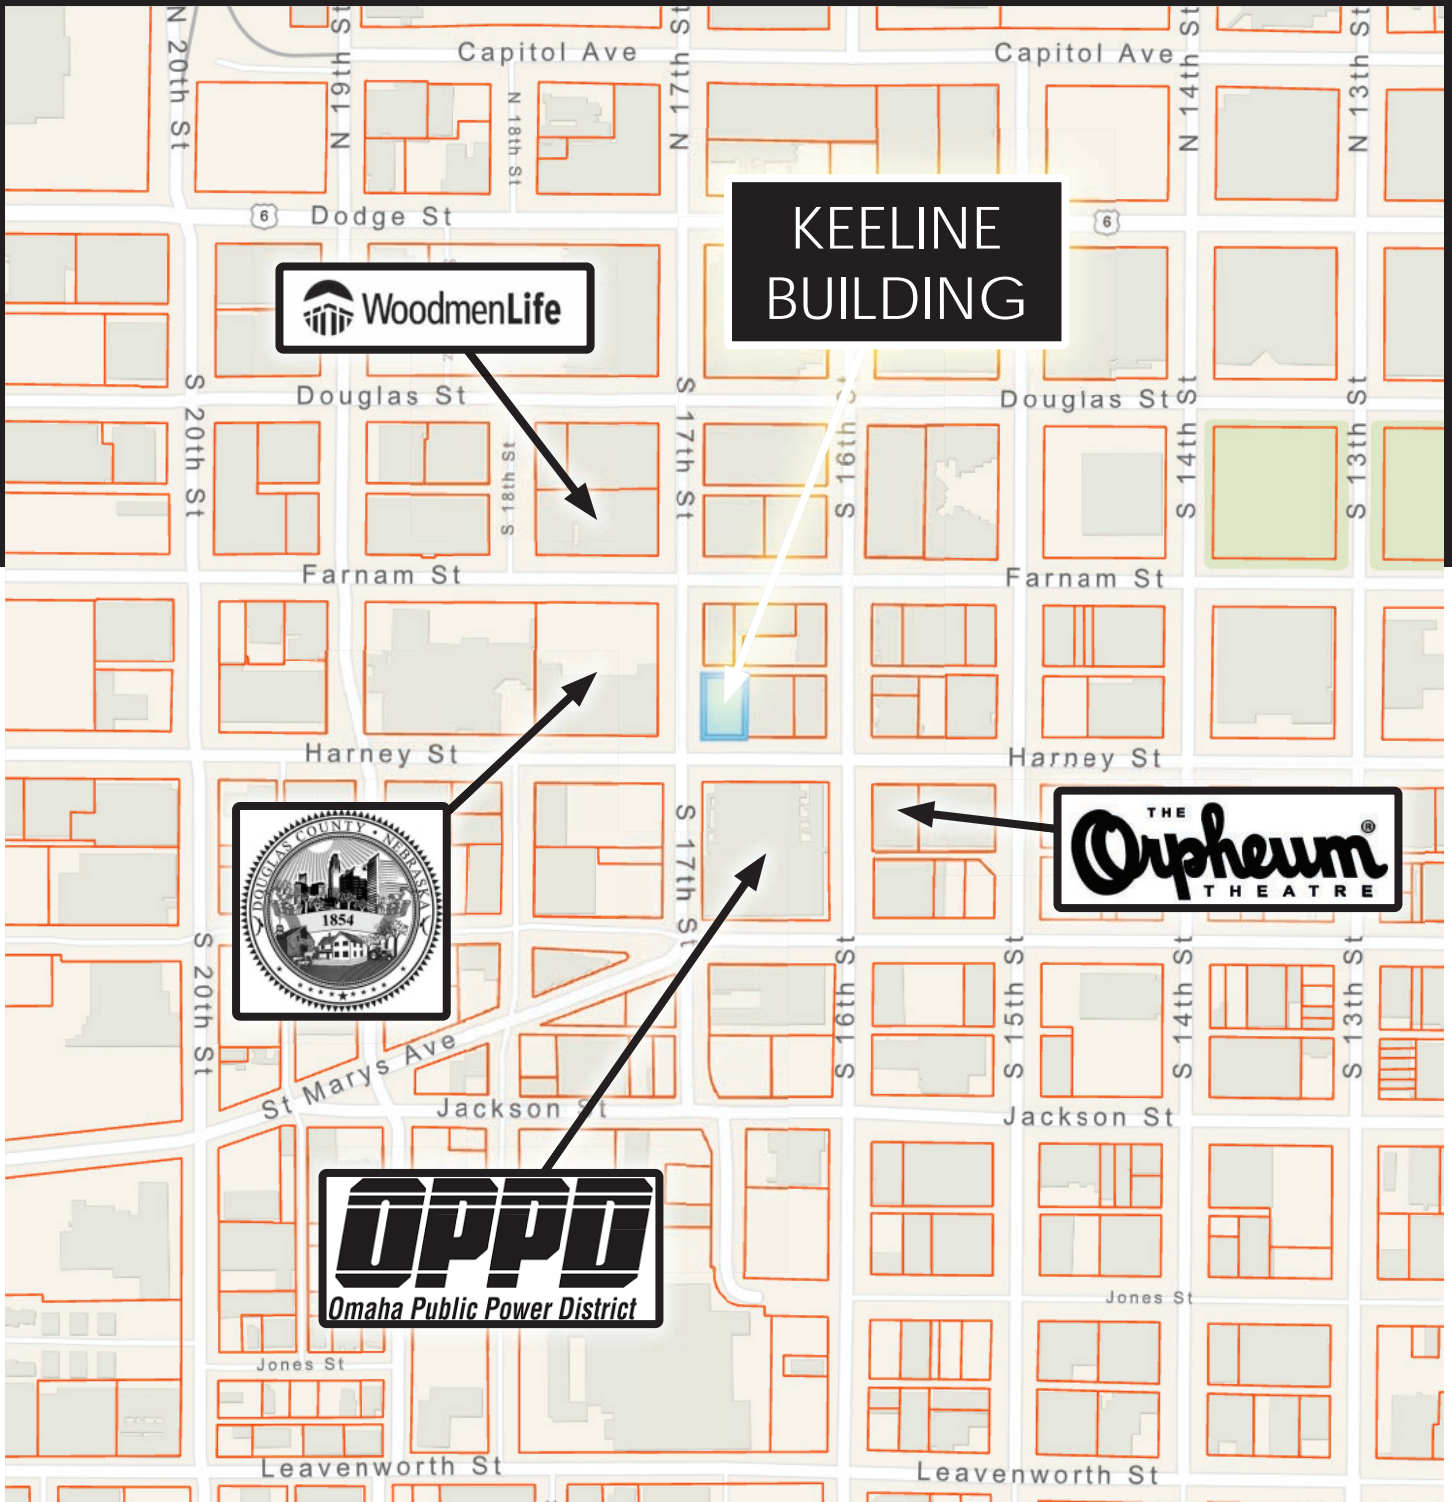 Capitol Ave
Capitol Ave
N 20th St
N 19th St
N 18th St
N 17th St
N 14th St
N 13th St
6
Dodge St
6
KEELINE
BUILDING
WoodmenLife
Douglas St
Douglas St
S 20th St
S 18th St
S 17th St
S 16th St
S 14th St
S 13th St
Farnam St
Farnam St
Harney St
Harney St
DOUGLAS COUNTY • NEBRASKA
1854
S 17th St
THE
Orpheum®
THEATRE
S 20th St
S 16th St
S 15th St
S 14th St
S 13th St
St Marys Ave
Jackson St
Jackson St
OPPD
Omaha Public Power District
Jones St
Jones St
Leavenworth St
Leavenworth St